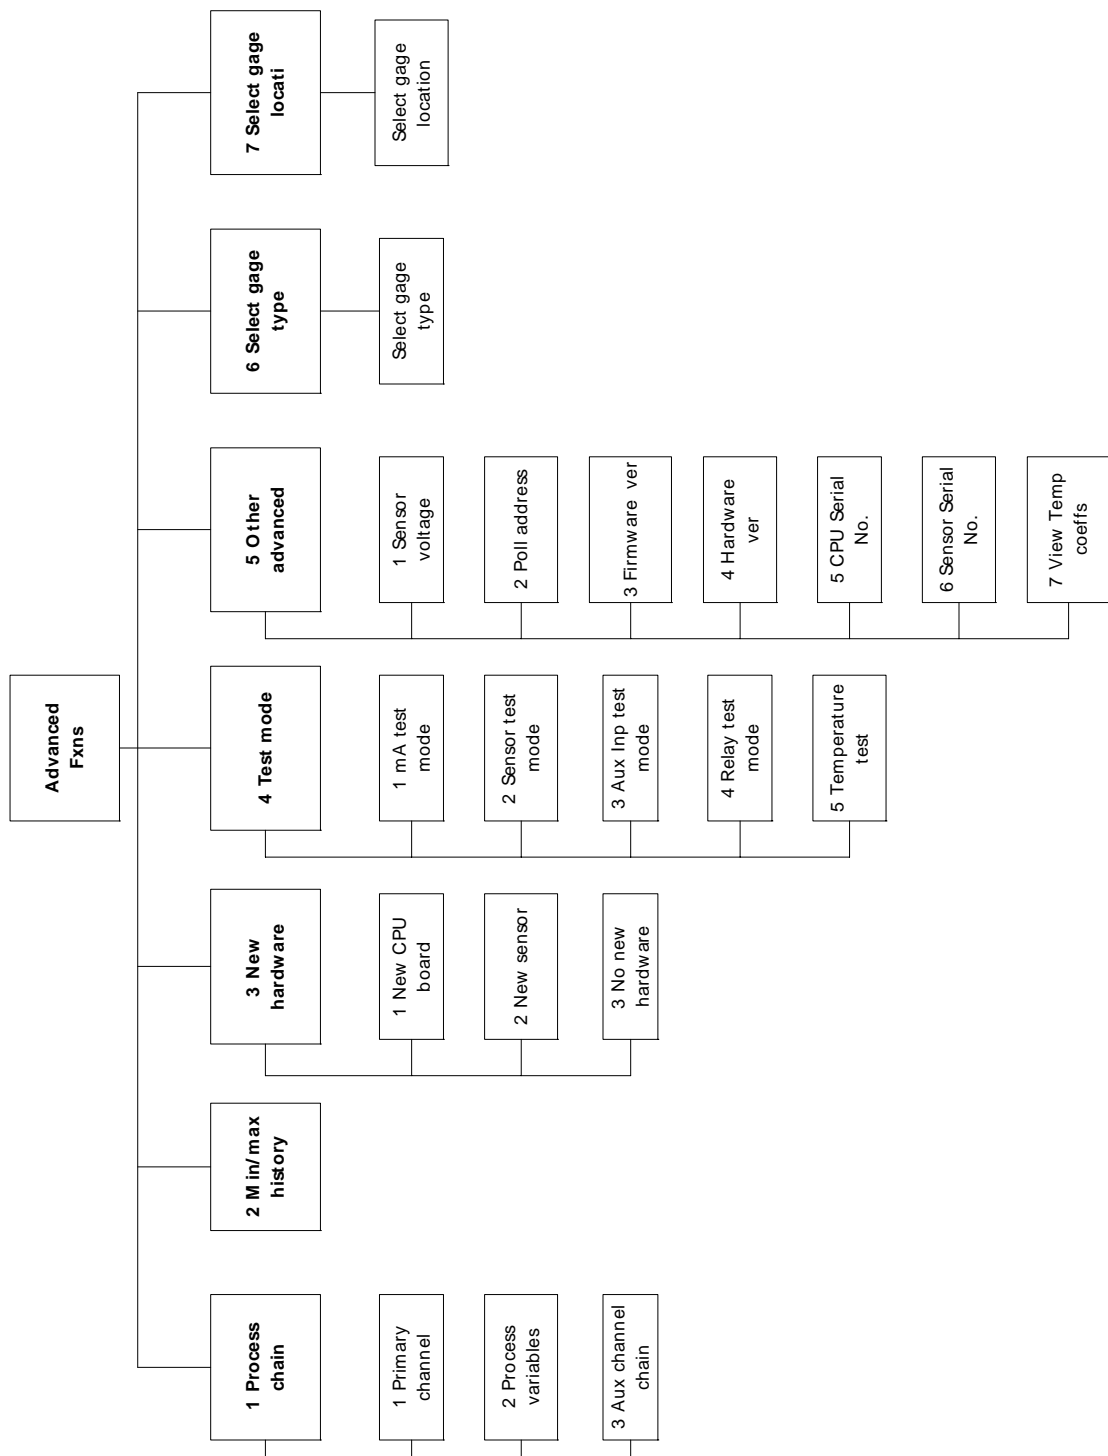 Advanced
Fxns
1 Process
chain
1 Primary
channel
2 Process
variables
3 Aux channel
chain
2 Min/max
history
3 New
hardware
1 New CPU
board
2 New sensor
3 No new
hardware
4 Test mode
1 mA test
mode
2 Sensor test
mode
3 Aux Inp test
mode
4 Relay test
mode
5 Temperature
test
5 Other
advanced
1 Sensor
voltage
2 Poll address
3 Firmware ver
4 Hardware
ver
5 CPU Serial
No.
6 Sensor Serial
No.
7 View Temp
coeffs
6 Select gage
type
Select gage
type
7 Select gage
locati
Select gage
location